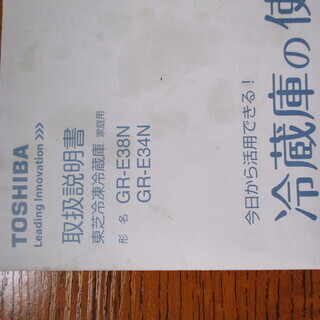 TOSHIBA
Leading Innovation >>>
取扱説明書
東芝冷凍冷蔵庫 家庭用
形 名 GR-E38N
GR-E34N
今日から活用できる!
冷蔵庫の使